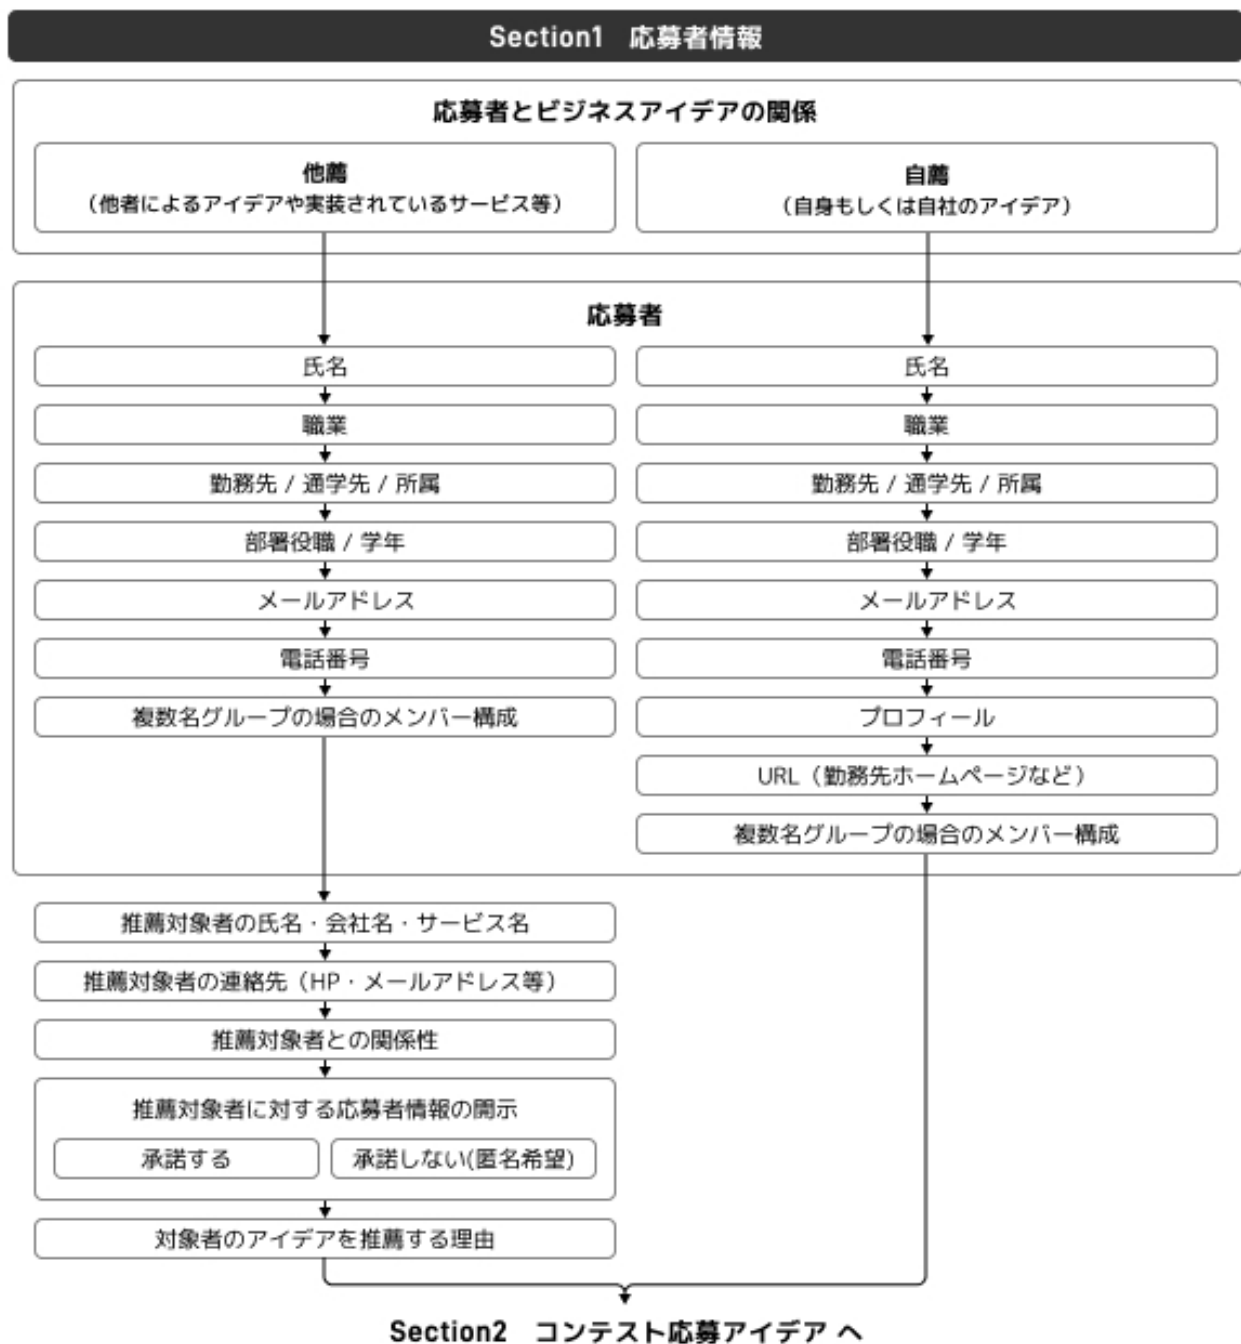 Section1 応募者情報
応募者とビジネスアイデアの関係
他薦
（他者によるアイデアや実装されているサービス等）
自薦
（自身もしくは自社のアイデア）
応募者
氏名
職業
勤務先 / 通学先 / 所属
部署役職 / 学年
メールアドレス
電話番号
複数名グループの場合のメンバー構成
氏名
職業
勤務先 / 通学先 / 所属
部署役職 / 学年
メールアドレス
電話番号
プロフィール
URL（勤務先ホームページなど）
複数名グループの場合のメンバー構成
推薦対象者の氏名・会社名・サービス名
推薦対象者の連絡先（HP・メールアドレス等）
推薦対象者との関係性
推薦対象者に対する応募者情報の開示
承諾する
承諾しない(匿名希望)
対象者のアイデアを推薦する理由
Section2 コンテスト応募アイデア へ